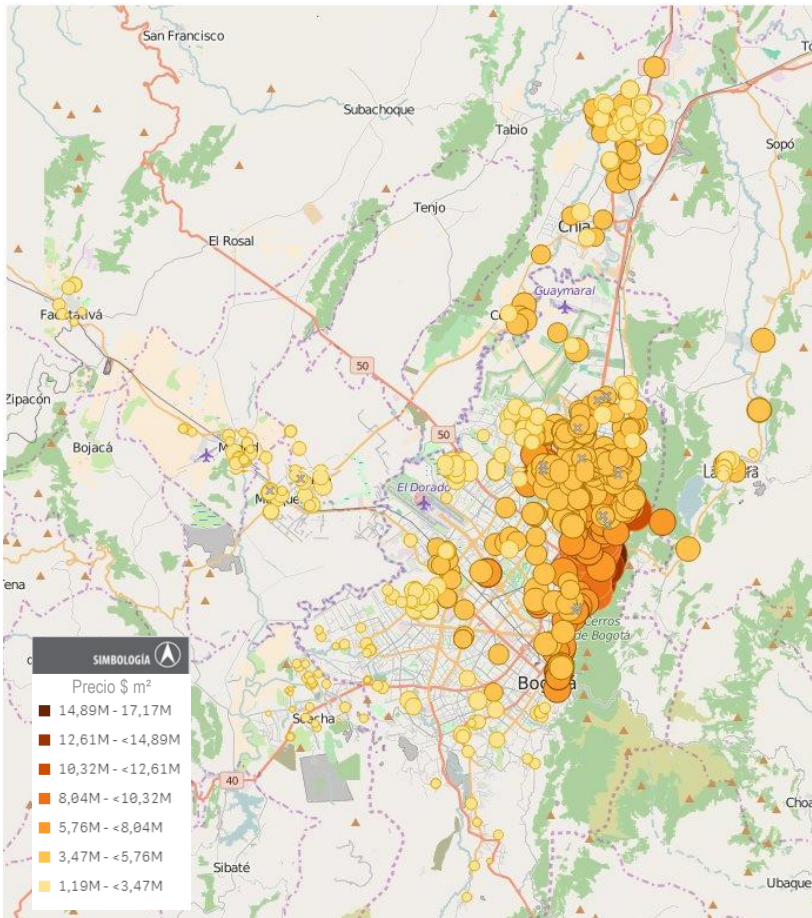 San Francisco
Subachoque
Tabio
Sopó
Tenjo
El Rosal
Chía
Guaymaral
50
Zipacón
50
Bojacá
El Dorado
Cerros
de Bogotá
Bogotá
40
Sibaté
Ubaque
SIMBOLOGÍA
Precio $ m²
14,89M - 17,17M
12,61M - <14,89M
10,32M - <12,61M
8,04M - <10,32M
5,76M - <8,04M
3,47M - <5,76M
1,19M - <3,47M